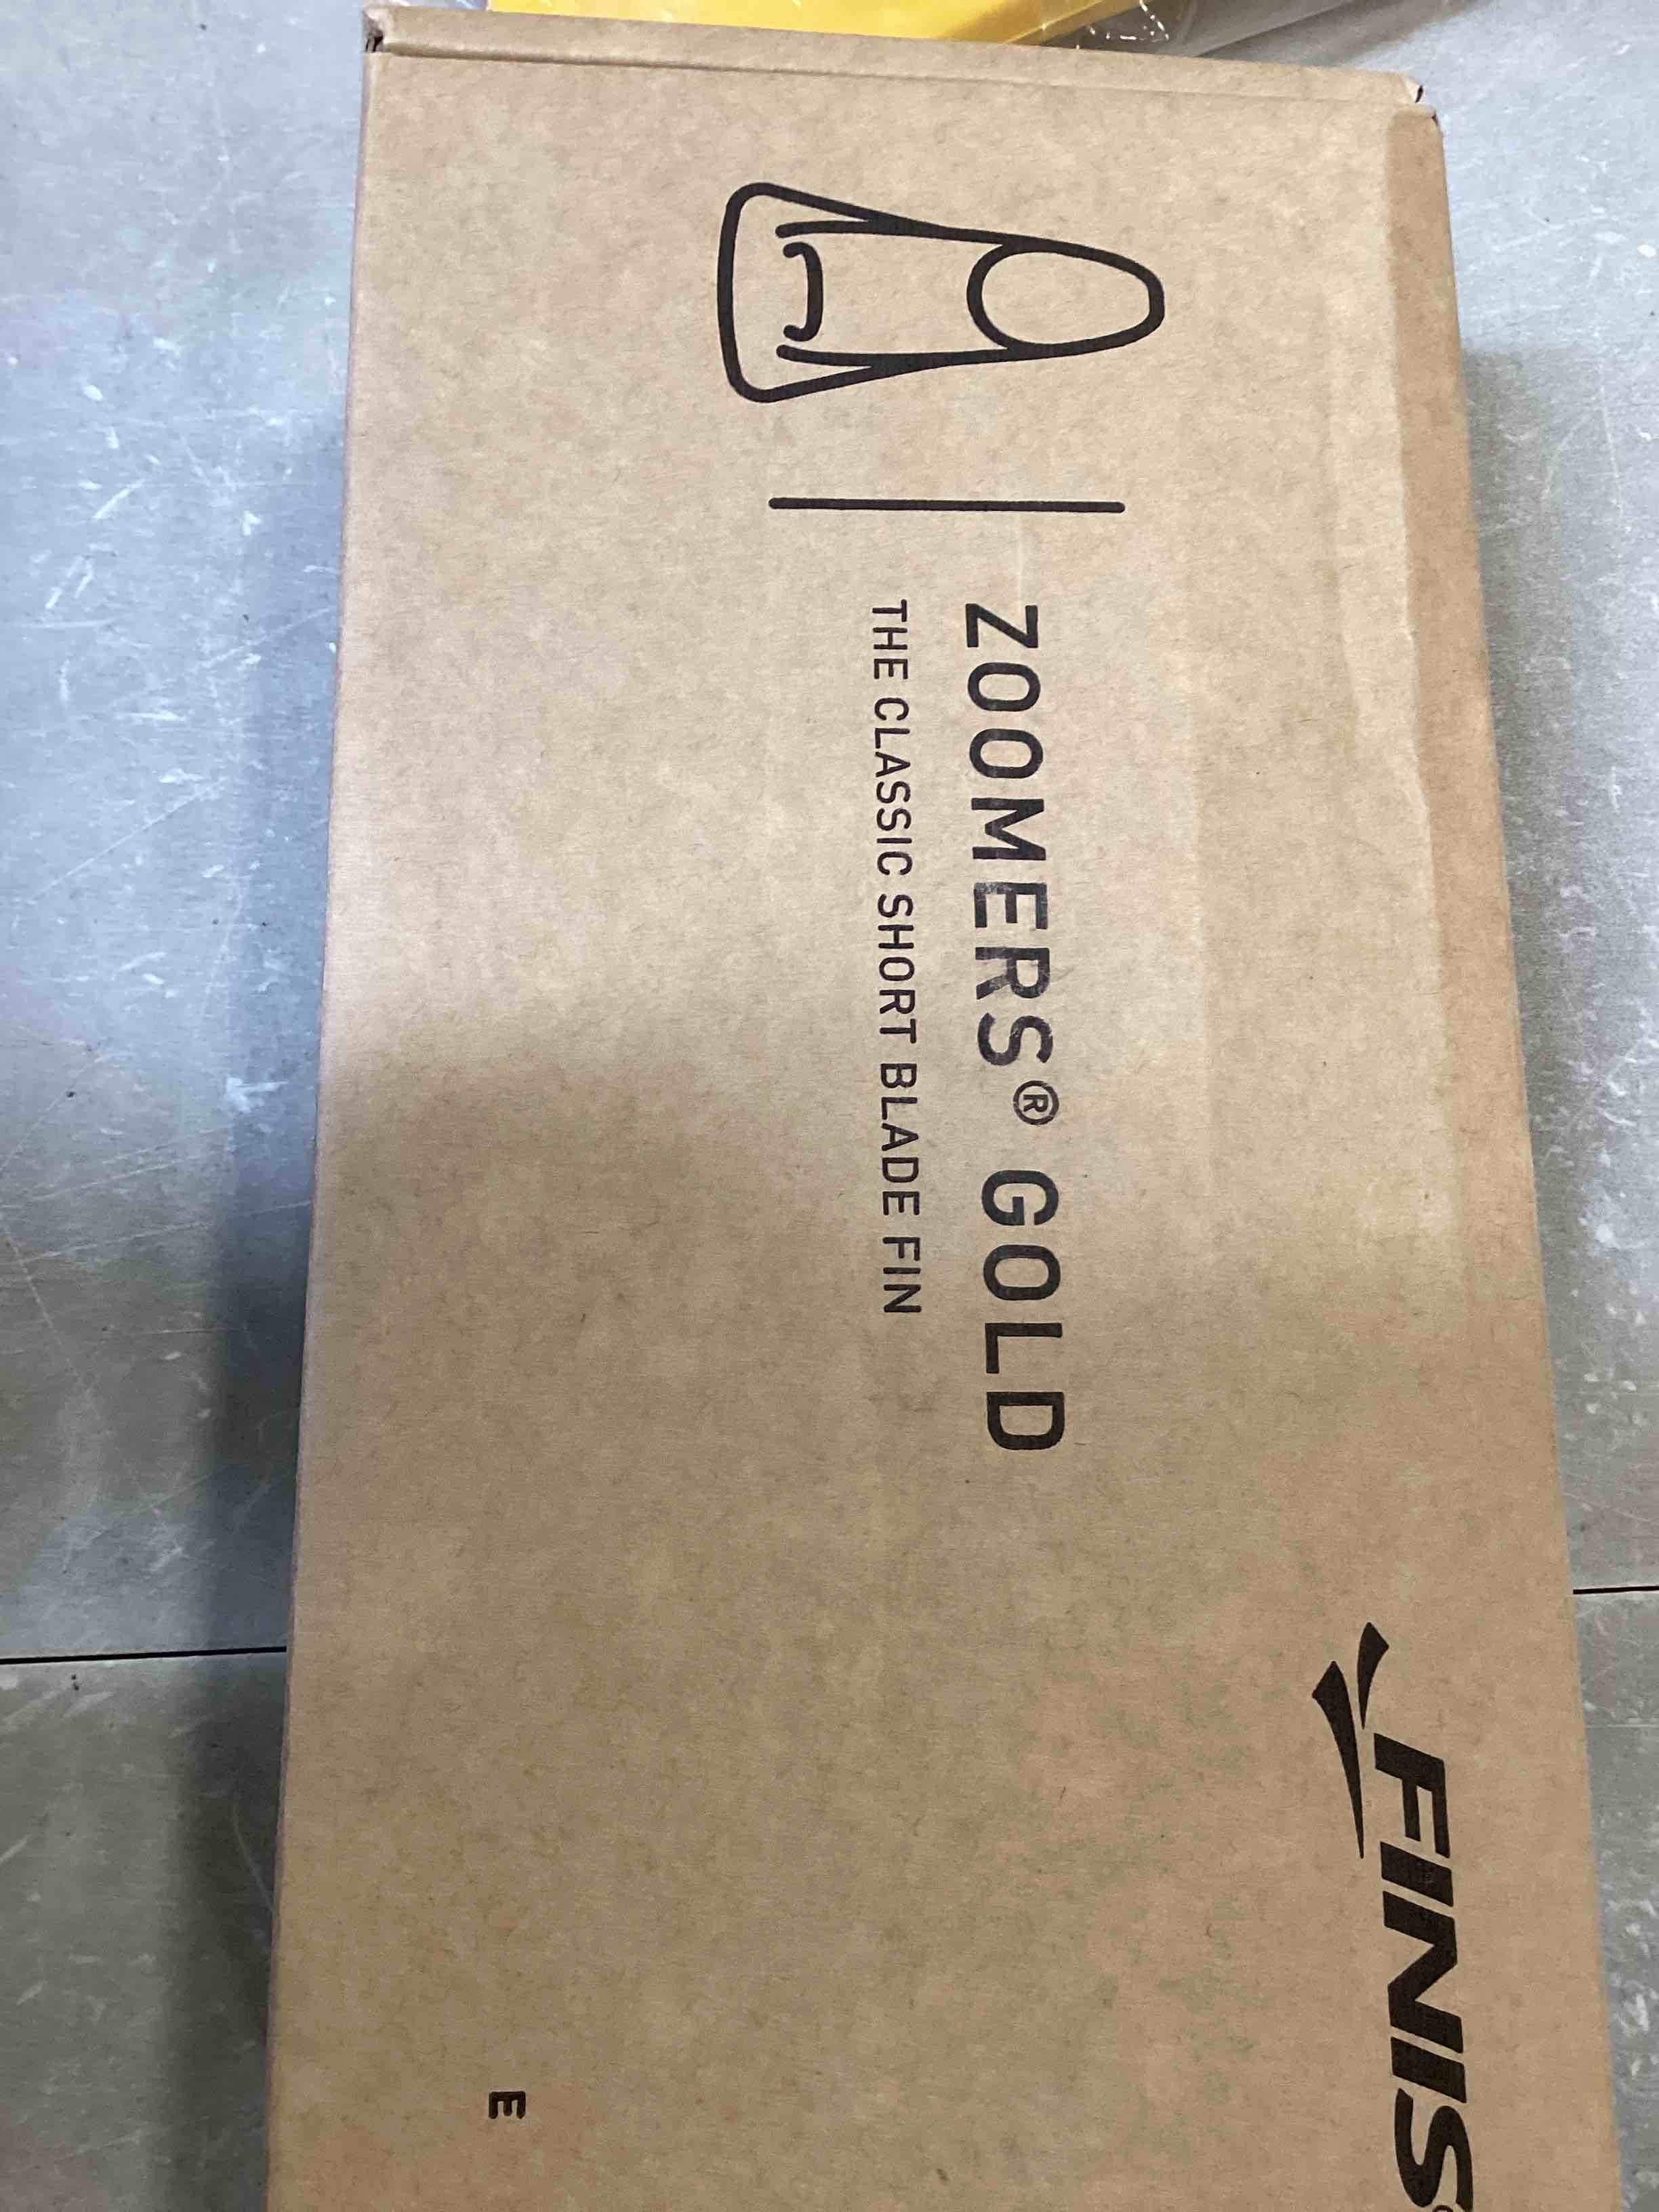 FINIS®
ZOOMERS® GOLD
THE CLASSIC SHORT BLADE FIN
E